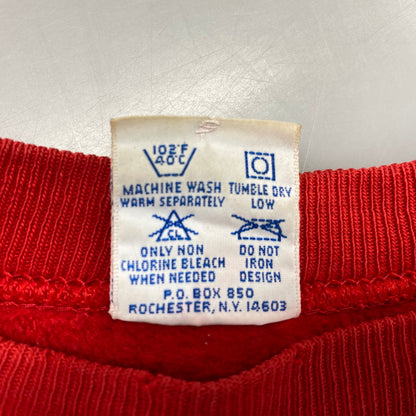 102°F
40°C
MACHINE WASH
WARM SEPARATELY
TUMBLE DRY
LOW
CL
ONLY NON
CHLORINE BLEACH
WHEN NEEDED
DO NOT
IRON
DESIGN
P.O. BOX 850
ROCHESTER, N.Y. 14603